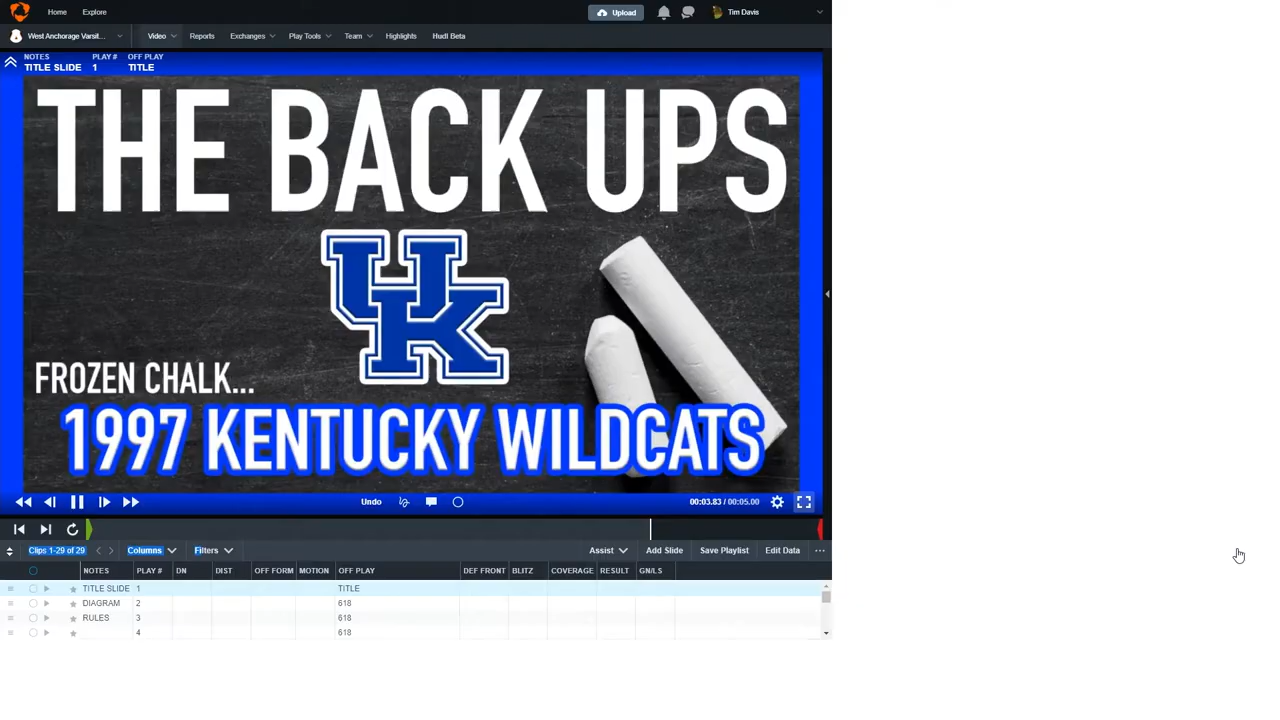 Home Explore Upload Tim Davis
West Anchorage Varsit... Video Reports Exchanges Play Tools Team Highlights Hudl Beta
NOTES PLAY # OFF PLAY
TITLE SLIDE 1 TITLE
THE BACK UPS
UK
FROZEN CHALK...
1997 KENTUCKY WILDCATS
Undo 00:03.83 / 00:05.00
Clips 1-29 of 29 Columns Filters Assist Add Slide Save Playlist Edit Data ...
NOTES PLAY # DN DIST OFF FORM MOTION OFF PLAY DEF FRONT BLITZ COVERAGE RESULT GN/LS
TITLE SLIDE 1 TITLE
DIAGRAM 2 618
RULES 3 618
4 618